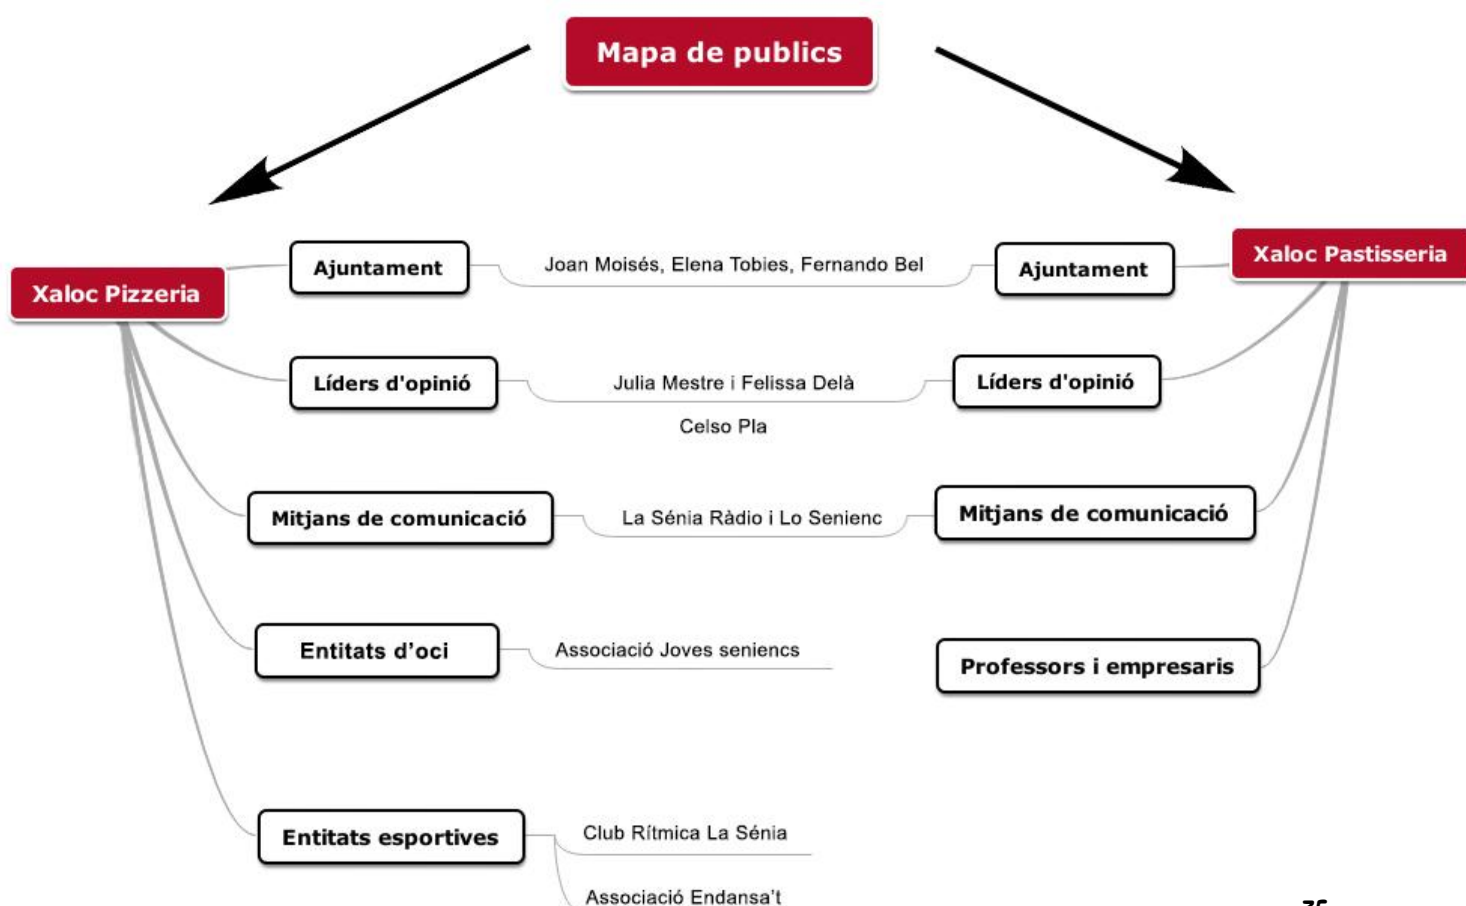 Mapa de publics
Xaloc Pizzeria
Xaloc Pastisseria
Ajuntament
Joan Moisés, Elena Tobies, Fernando Bel
Ajuntament
Líders d'opinió
Julia Mestre i Felissa Delà
Celso Pla
Líders d'opinió
Mitjans de comunicació
La Sénia Ràdio i Lo Senienc
Mitjans de comunicació
Entitats d’oci
Associació Joves seniencs
Professors i empresaris
Entitats esportives
Club Rítmica La Sénia
Associació Endansa’t